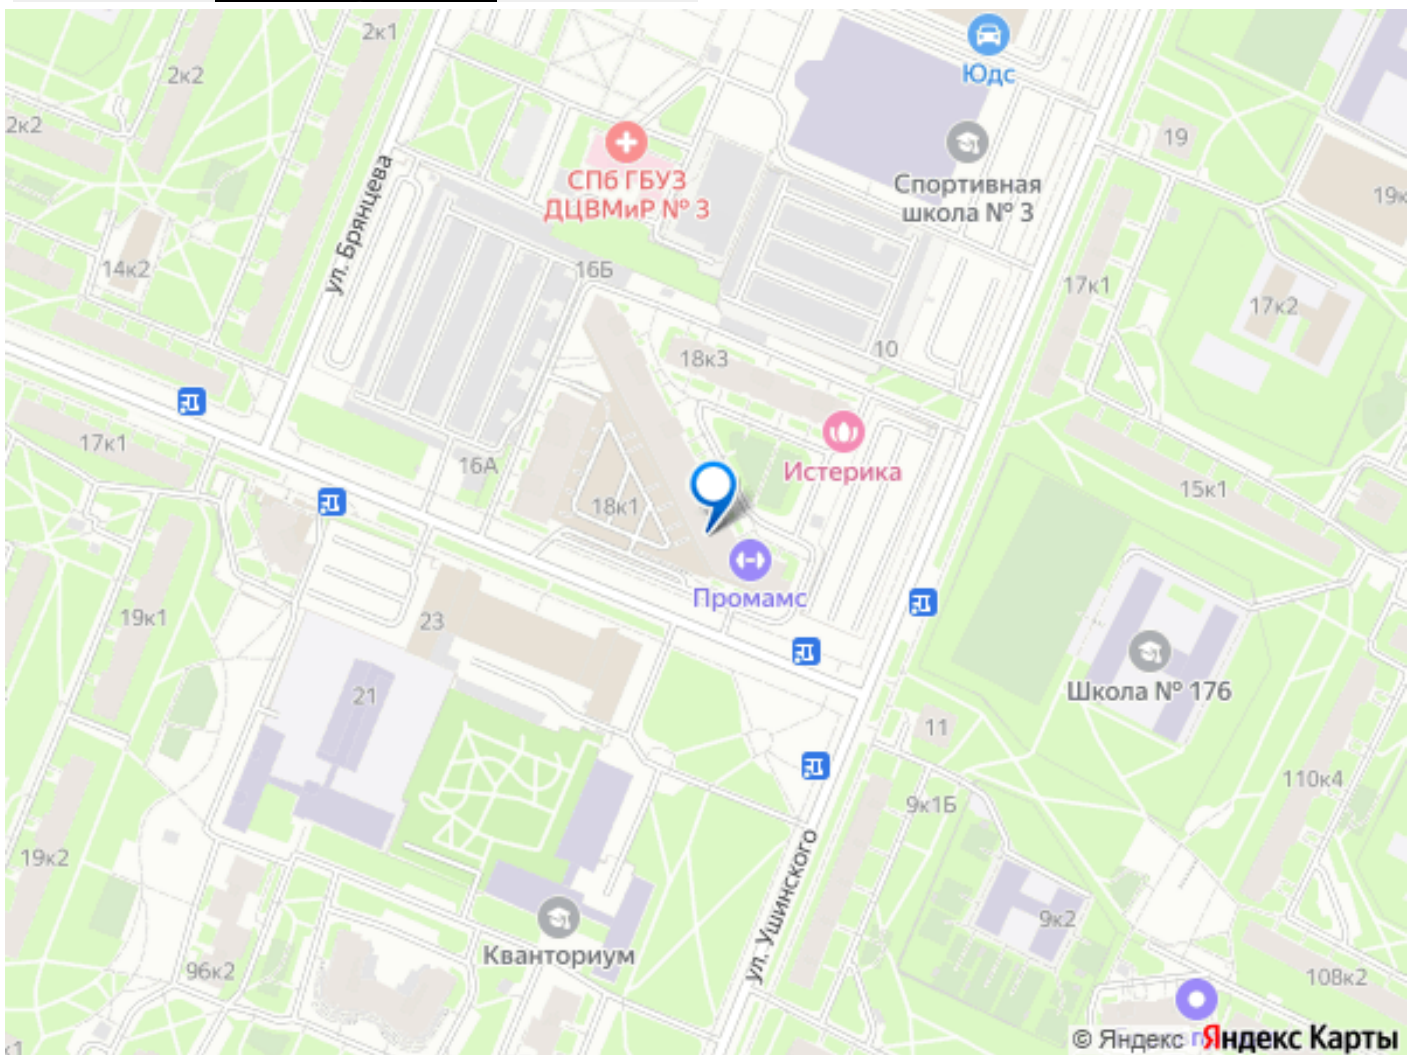 2к1
Юдс
2к2
2к2
19
СПб ГБУЗ
ДЦВМиР № 3
Спортивная
школа № 3
19к
ул. Брянцева
14к2
16Б
17к1
17к2
18к3
10
17к1
16А
Истерика
15к1
18к1
Промамс
19к1
23
21
Школа № 176
11
110к4
9к1Б
19к2
ул. Ушинского
9к2
Кванториум
96к2
108к2
© Яндекс
Яндекс Карты